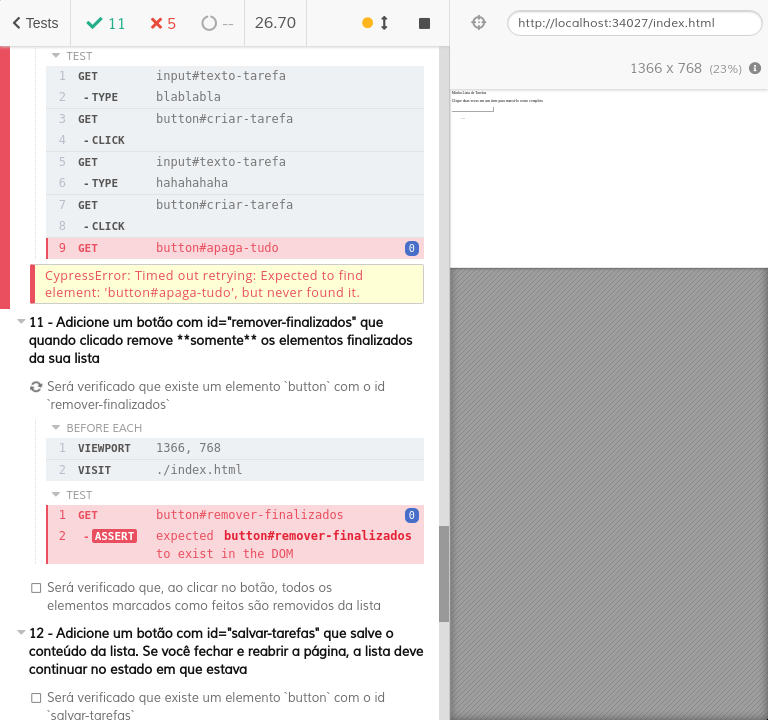 Tests 11 5 -- 26.70
http://localhost:34027/index.html
1366 x 768 (23%)
Minha Lista de Tarefas
Clique duas vezes em um item para marcá-lo como completo
TEST
1 GET input#texto-tarefa
2 - TYPE blablabla
3 GET button#criar-tarefa
4 - CLICK
5 GET input#texto-tarefa
6 - TYPE hahahahaha
7 GET button#criar-tarefa
8 - CLICK
9 GET button#apaga-tudo 0
CypressError: Timed out retrying: Expected to find
element: 'button#apaga-tudo', but never found it.
11 - Adicione um botão com id="remover-finalizados" que
quando clicado remove **somente** os elementos finalizados
da sua lista
Será verificado que existe um elemento `button` com o id
`remover-finalizados`
BEFORE EACH
1 VIEWPORT 1366, 768
2 VISIT ./index.html
TEST
1 GET button#remover-finalizados 0
2 - ASSERT expected button#remover-finalizados
to exist in the DOM
Será verificado que, ao clicar no botão, todos os
elementos marcados como feitos são removidos da lista
12 - Adicione um botão com id="salvar-tarefas" que salve o
conteúdo da lista. Se você fechar e reabrir a página, a lista deve
continuar no estado em que estava
Será verificado que existe um elemento `button` com o id
`salvar-tarefas`